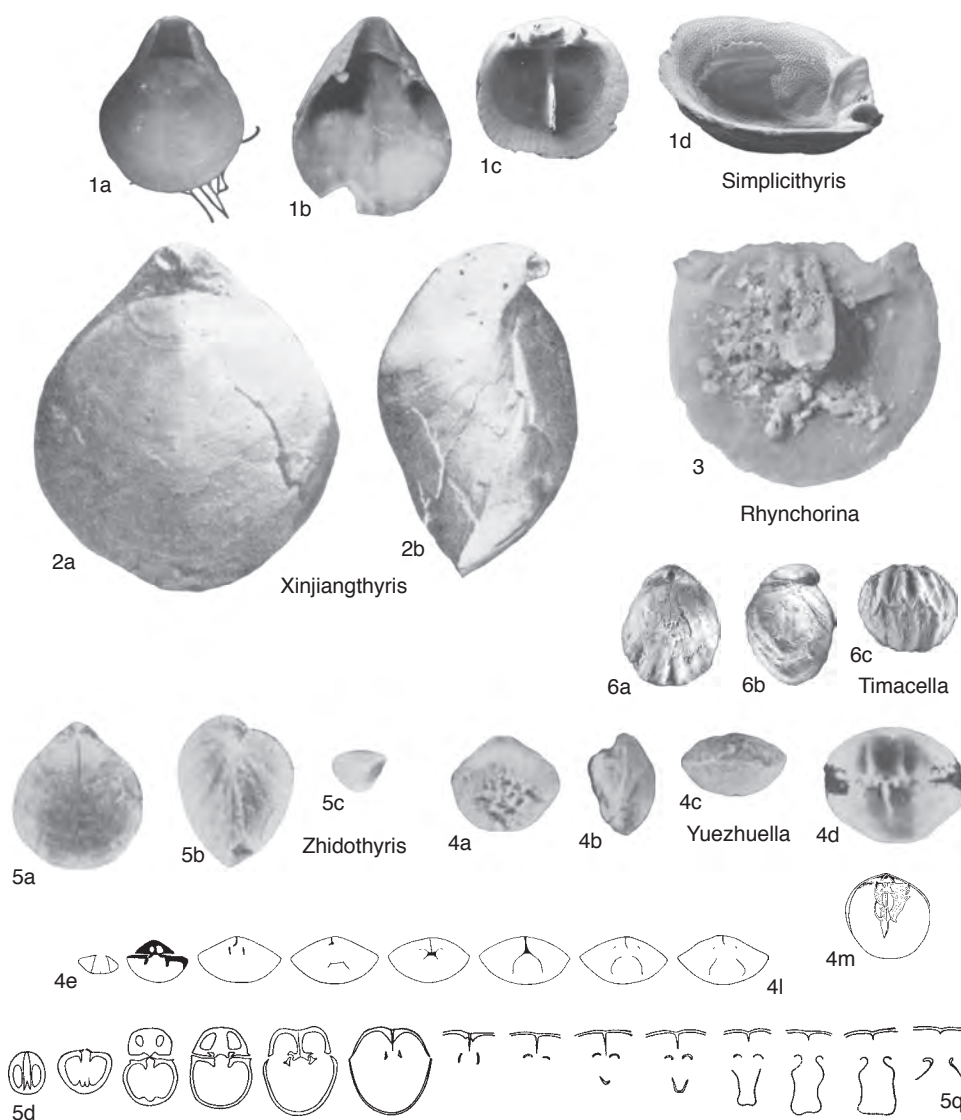 1a
1b
1c
1d
Simplicithyris
2a
2b
Xinjiangthyris
3
Rhynchorina
6a
6b
6c
Timacella
5a
5b
5c
Zhidothyris
4a
4b
4c
Yuezhuella
4d
4e
4l
4m
5d
5q